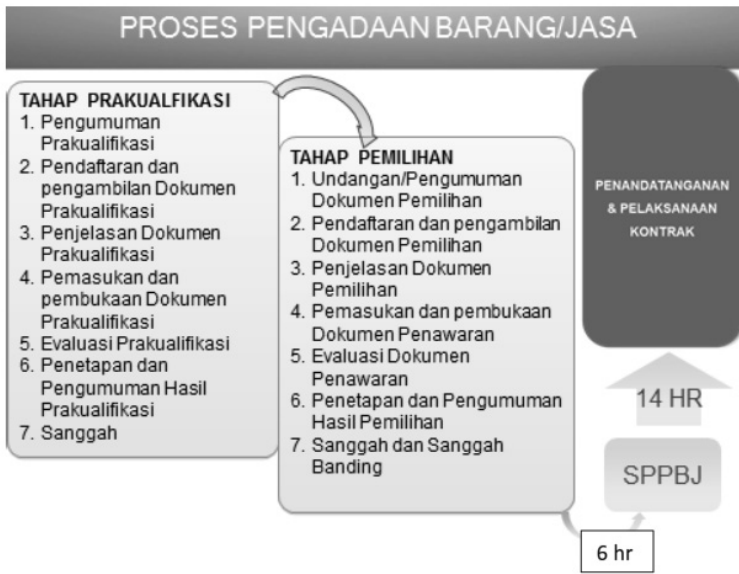 PROSES PENGADAAN BARANG/JASA
TAHAP PRAKUALFIKASI
1. Pengumuman
Prakualifikasi
2. Pendaftaran dan
pengambilan Dokumen
Prakualifikasi
3. Penjelasan Dokumen
Prakualifikasi
4. Pemasukan dan
pembukaan Dokumen
Prakualifikasi
5. Evaluasi Prakualifikasi
6. Penetapan dan
Pengumuman Hasil
Prakualifikasi
7. Sanggah
TAHAP PEMILIHAN
1. Undangan/Pengumuman
Dokumen Pemilihan
2. Pendaftaran dan pengambilan
Dokumen Pemilihan
3. Penjelasan Dokumen
Pemilihan
4. Pemasukan dan pembukaan
Dokumen Penawaran
5. Evaluasi Dokumen
Penawaran
6. Penetapan dan Pengumuman
Hasil Pemilihan
7. Sanggah dan Sanggah
Banding
PENANDATANGANAN
& PELAKSANAAN
KONTRAK
14 HR
SPPBJ
6 hr